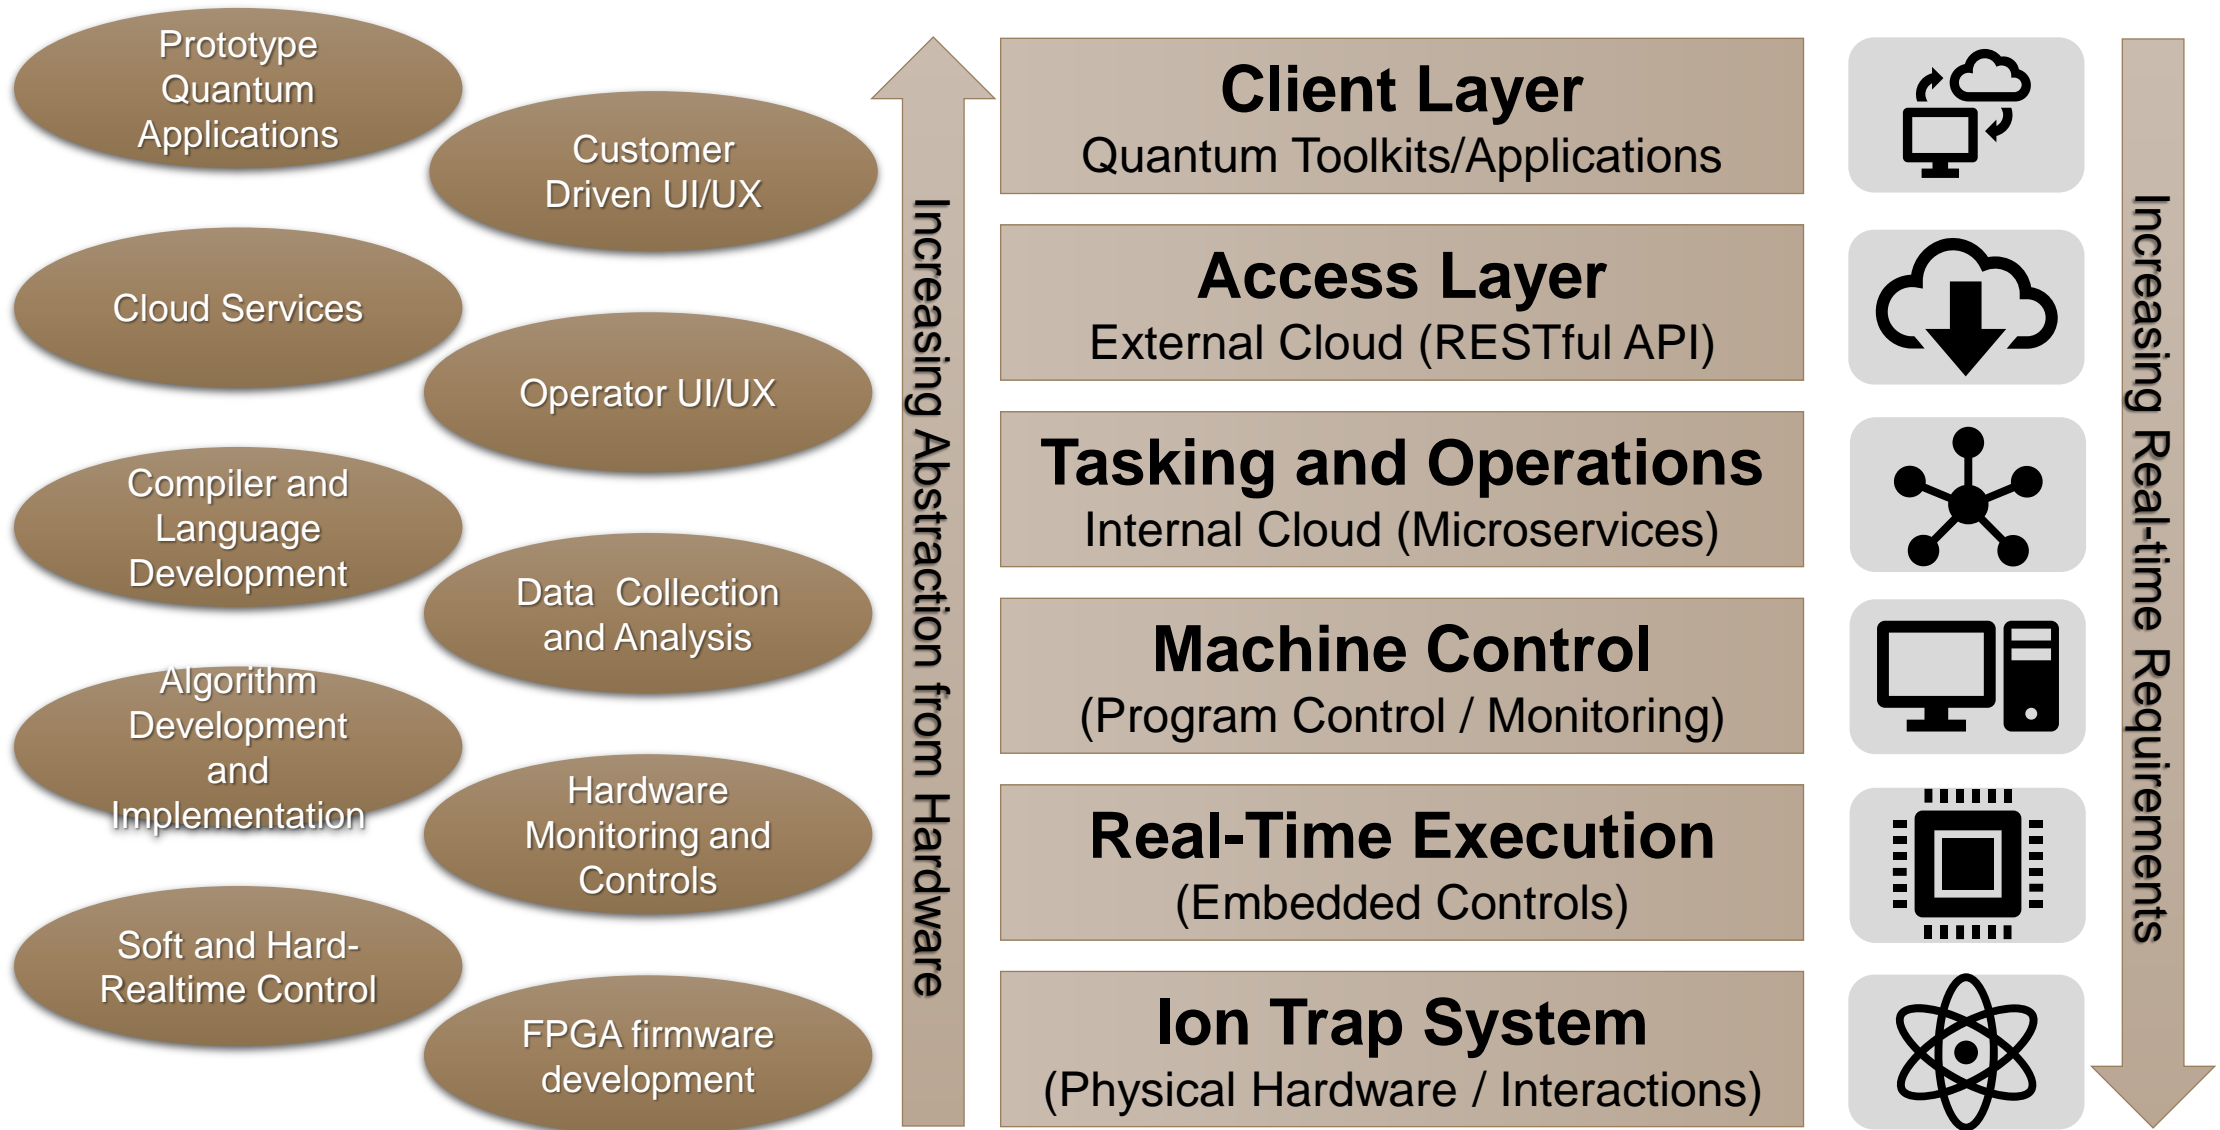 Prototype
Quantum
Applications
Customer
Driven UI/UX
Cloud Services
Operator UI/UX
Compiler and
Language
Development
Data  Collection
and Analysis
Algorithm
Development
and
Implementation
Hardware
Monitoring and
Controls
Soft and Hard-
Realtime Control
FPGA firmware
development
Increasing Abstraction from Hardware
Client Layer
Quantum Toolkits/Applications
Access Layer
External Cloud (RESTful API)
Tasking and Operations
Internal Cloud (Microservices)
Machine Control
(Program Control / Monitoring)
Real-Time Execution
(Embedded Controls)
Ion Trap System
(Physical Hardware / Interactions)
Increasing Real-time Requirements